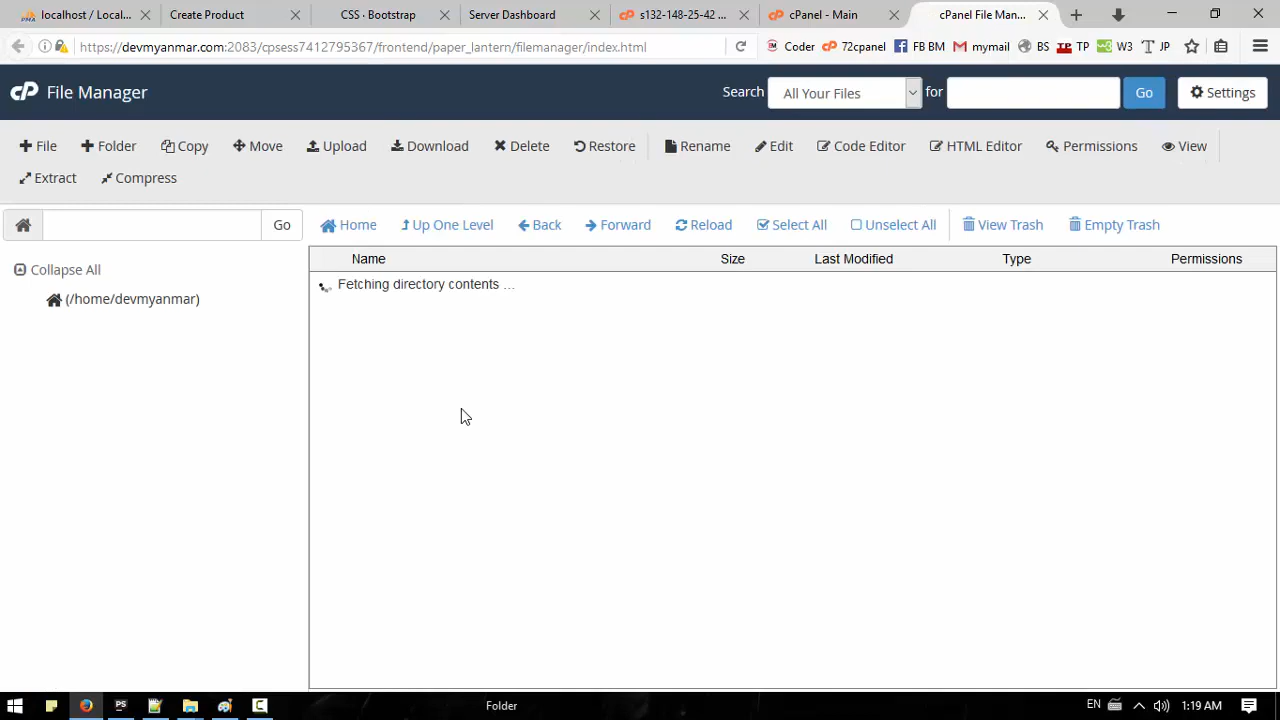 localhost / Local...
Create Product
CSS · Bootstrap
Server Dashboard
s132-148-25-42 ...
cPanel - Main
cPanel File Man...
https://devmyanmar.com:2083/cpsess7412795367/frontend/paper_lantern/filemanager/index.html
Coder
72cpanel
FB BM
mymail
BS
TP
W3
JP
cP File Manager
Search
All Your Files
for
Go
Settings
File
Folder
Copy
Move
Upload
Download
Delete
Restore
Rename
Edit
Code Editor
HTML Editor
Permissions
View
Extract
Compress
Go
Home
Up One Level
Back
Forward
Reload
Select All
Unselect All
View Trash
Empty Trash
Collapse All
(/home/devmyanmar)
Name
Size
Last Modified
Type
Permissions
Fetching directory contents ...
Folder
EN
1:19 AM